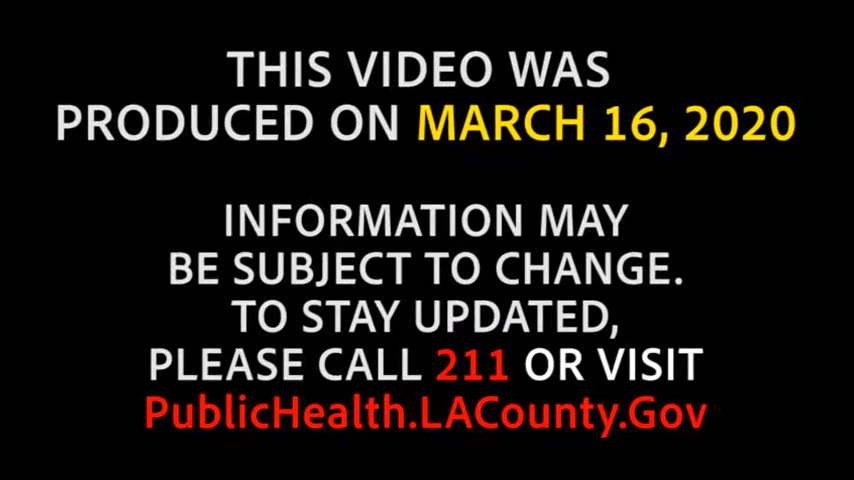 THIS VIDEO WAS
PRODUCED ON MARCH 16, 2020
INFORMATION MAY
BE SUBJECT TO CHANGE.
TO STAY UPDATED,
PLEASE CALL 211 OR VISIT
PublicHealth.LACounty.Gov